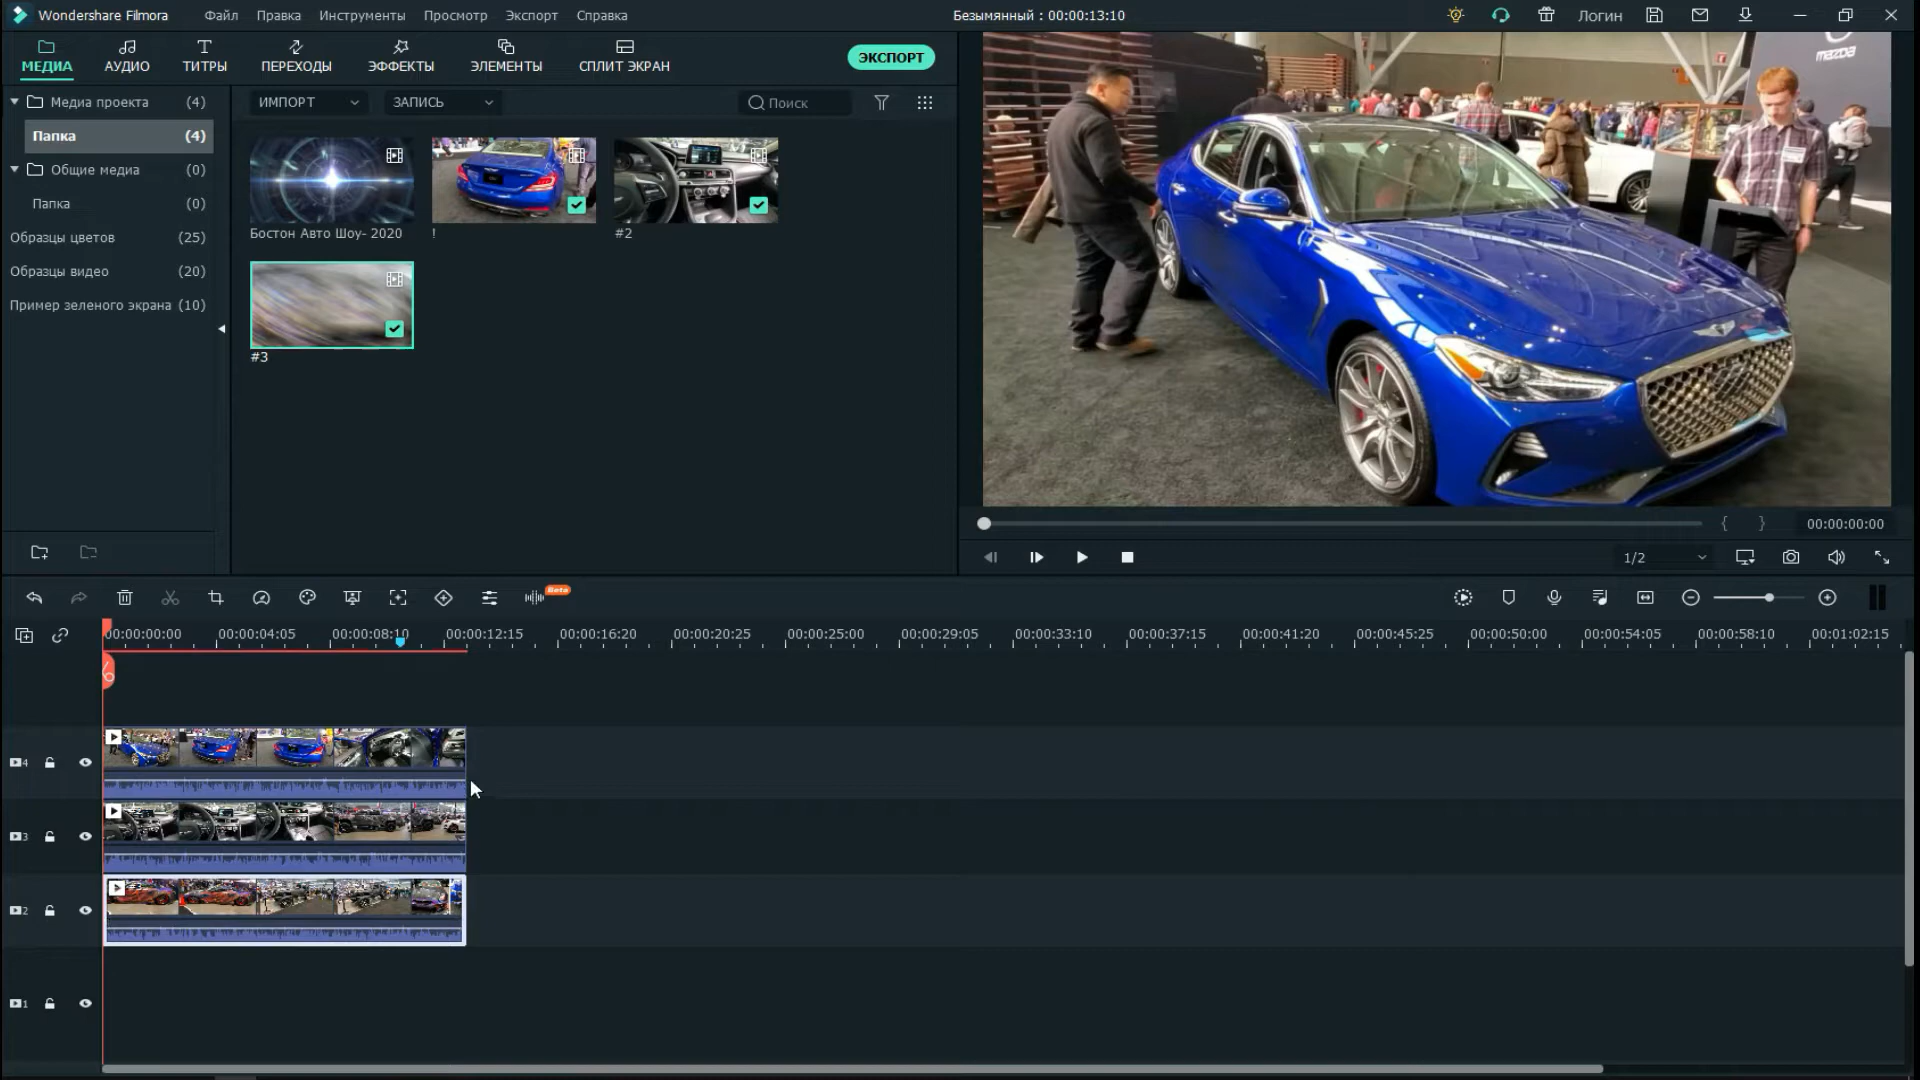 Wondershare Filmora Файл Правка Инструменты Просмотр Экспорт Справка Безымянный : 00:00:13:10 Логин
МЕДИА АУДИО ТИТРЫ ПЕРЕХОДЫ ЭФФЕКТЫ ЭЛЕМЕНТЫ СПЛИТ ЭКРАН ЭКСПОРТ
mazda
Медиа проекта (4)
Папка (4)
Общие медиа (0)
Папка (0)
Образцы цветов (25)
Образцы видео (20)
Пример зеленого экрана (10)
ИМПОРТ ЗАПИСЬ Поиск
Бостон Авто Шоу- 2020 ! #2
#3
00:00:00:00
1/2
Beta
00:00:00:00 00:00:04:05 00:00:08:10 00:00:12:15 00:00:16:20 00:00:20:25 00:00:25:00 00:00:29:05 00:00:33:10 00:00:37:15 00:00:41:20 00:00:45:25 00:00:50:00 00:00:54:05 00:00:58:10 00:01:02:15
4
3
2
1